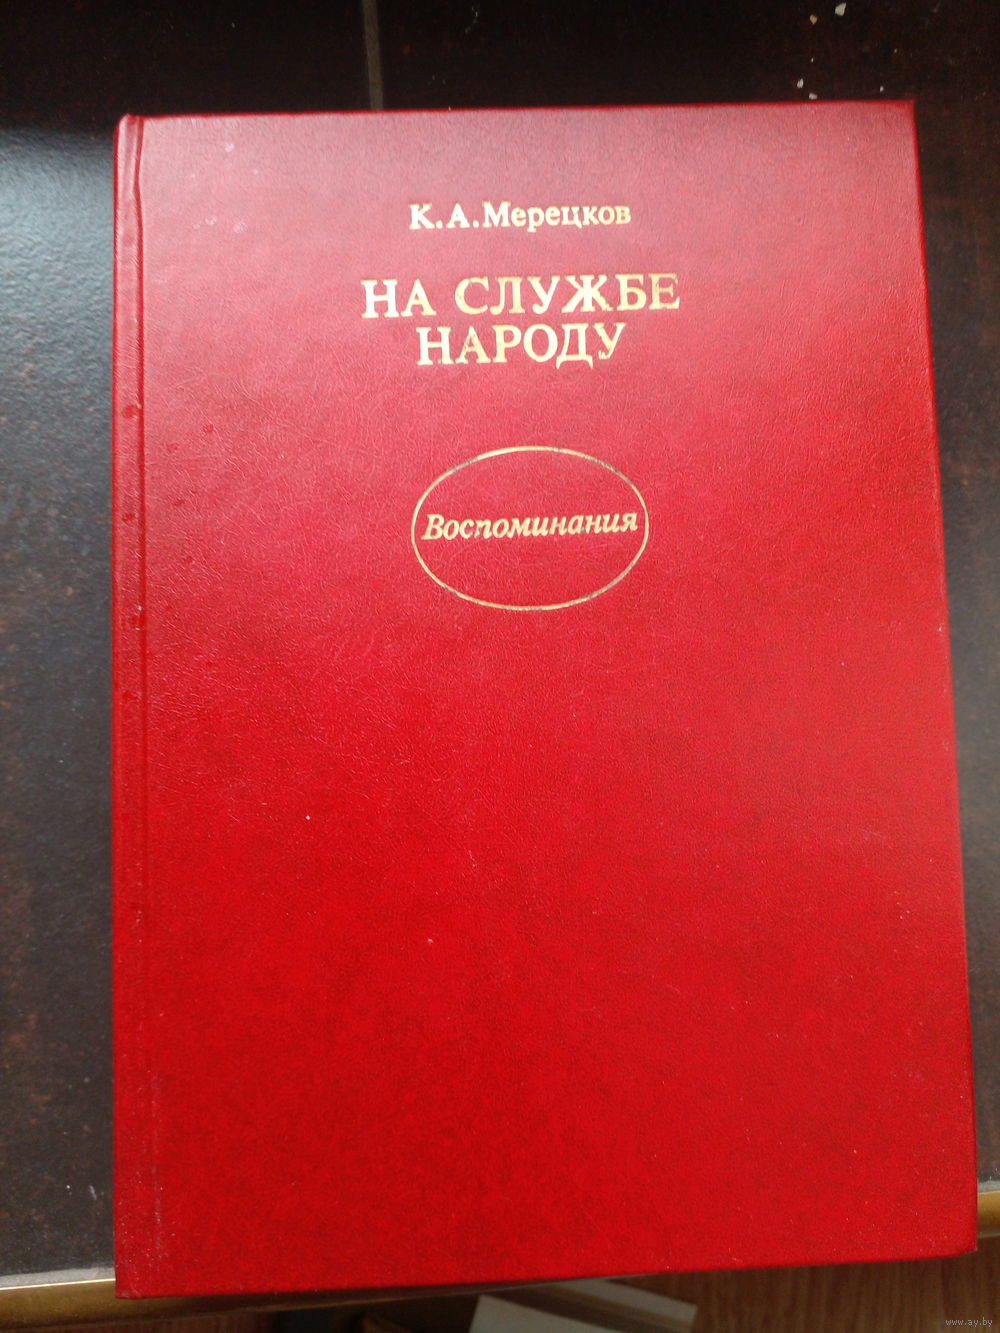 К.А.Мерецков
НА СЛУЖБЕ
НАРОДУ
Воспоминания
www.ay.by